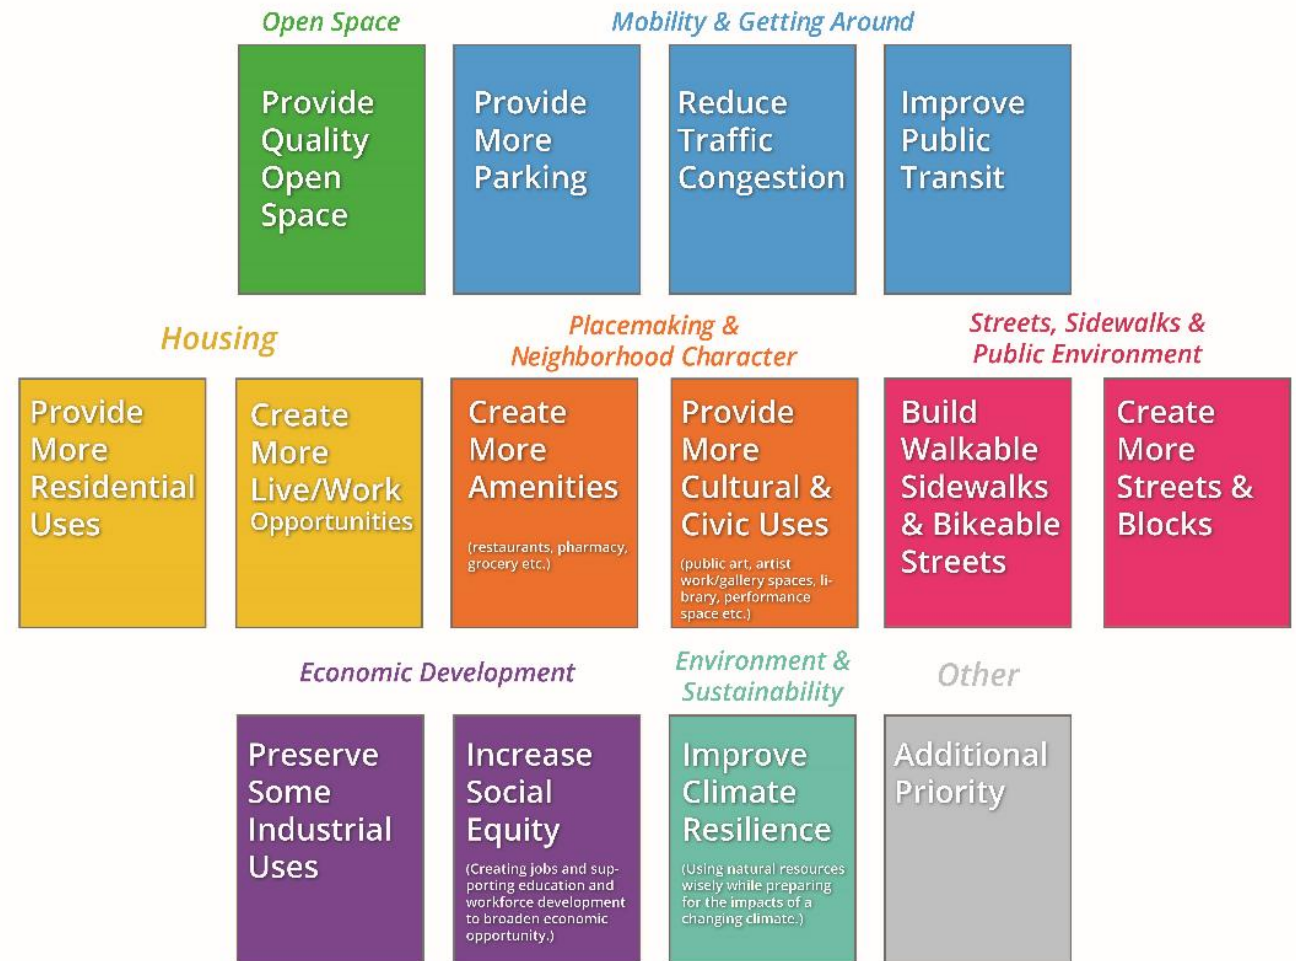 Open Space
Mobility & Getting Around
Provide
Quality
Open
Space
Provide
More
Parking
Reduce
Traffic
Congestion
Improve
Public
Transit
Housing
Placemaking &
Neighborhood Character
Streets, Sidewalks &
Public Environment
Provide
More
Residential
Uses
Create
More
Live/Work
Opportunities
Create
More
Amenities
(restaurants, pharmacy,
grocery etc.)
Provide
More
Cultural &
Civic Uses
(public art, artist
work/gallery spaces, li-
brary, performance
space etc.)
Build
Walkable
Sidewalks
& Bikeable
Streets
Create
More
Streets &
Blocks
Economic Development
Environment &
Sustainability
Other
Preserve
Some
Industrial
Uses
Increase
Social
Equity
(Creating jobs and sup-
porting education and
workforce development
to broaden economic
opportunity.)
Improve
Climate
Resilience
(Using natural resources
wisely while preparing
for the impacts of a
changing climate.)
Additional
Priority